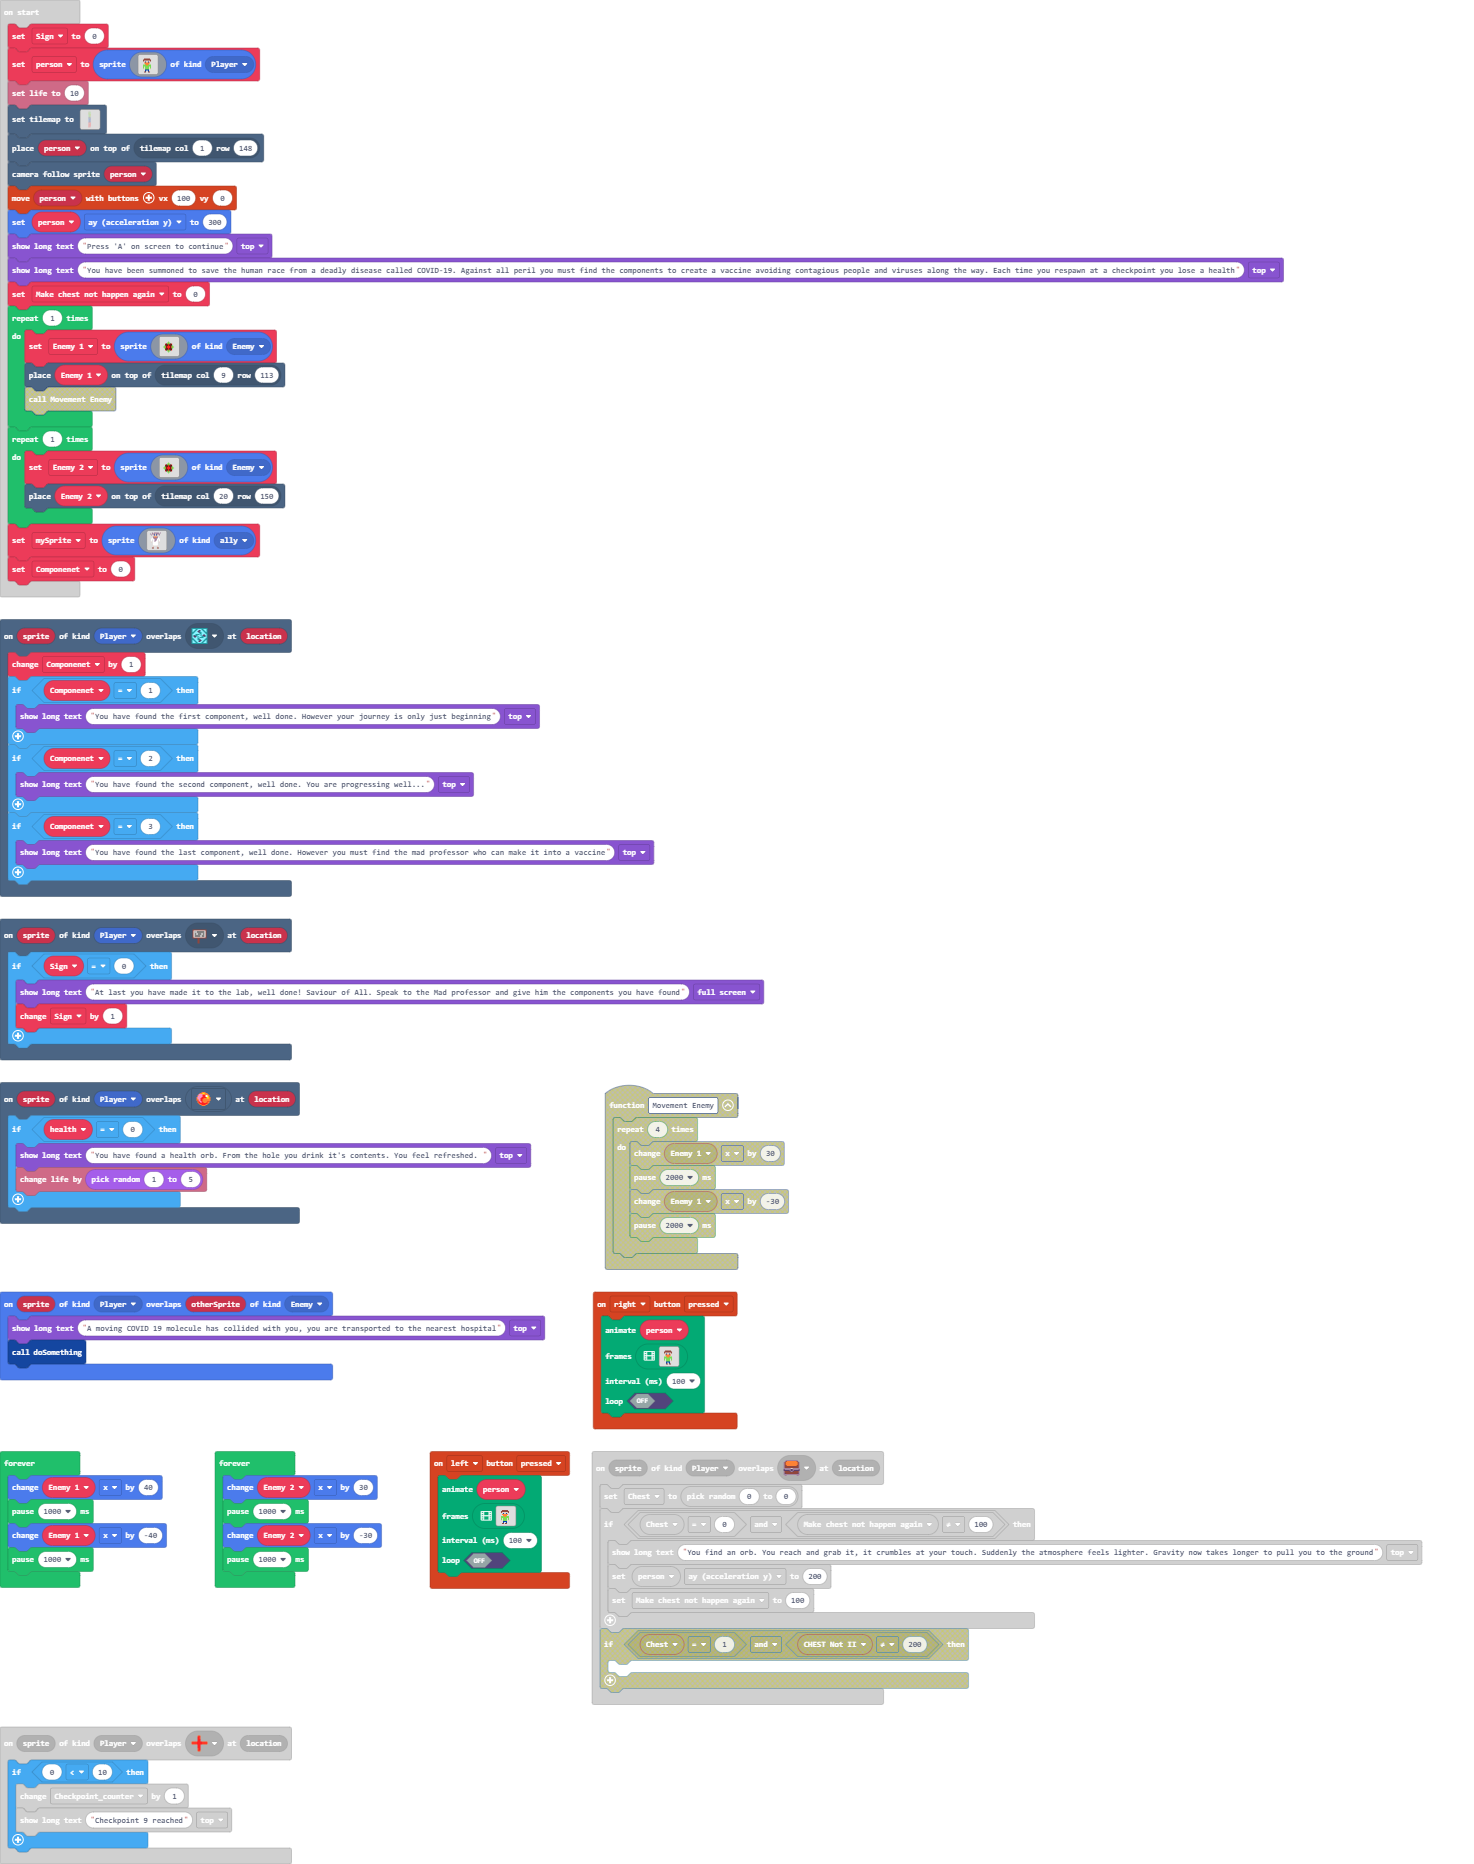 on start
set Sign to 0
set person to sprite of kind Player
set life to 10
set tilemap to
place person on top of tilemap col 1 row 148
camera follow sprite person
move person with buttons vx 100 vy 0
set person ay (acceleration y) to 300
show long text "Press 'A' on screen to continue" top
show long text "You have been summoned to save the human race from a deadly disease called COVID-19. Against all peril you must find the components to create a vaccine avoiding contagious people and viruses along the way. Each time you respawn at a checkpoint you lose a health" top
set Make chest not happen again to 0
repeat 1 times
do
set Enemy 1 to sprite of kind Enemy
place Enemy 1 on top of tilemap col 9 row 113
call Movement Enemy
repeat 1 times
do
set Enemy 2 to sprite of kind Enemy
place Enemy 2 on top of tilemap col 20 row 150
set mySprite to sprite of kind ally
set Componenet to 0
on sprite of kind Player overlaps at location
change Componenet by 1
if Componenet = 1 then
show long text "You have found the first component, well done. However your journey is only just beginning" top
if Componenet = 2 then
show long text "You have found the second component, well done. You are progressing well..." top
if Componenet = 3 then
show long text "You have found the last component, well done. However you must find the mad professor who can make it into a vaccine" top
on sprite of kind Player overlaps at location
if Sign = 0 then
show long text "At last you have made it to the lab, well done! Saviour of All. Speak to the Mad professor and give him the components you have found" full screen
change Sign by 1
on sprite of kind Player overlaps at location
if health = 0 then
show long text "You have found a health orb. From the hole you drink it's contents. You feel refreshed. " top
change life by pick random 1 to 5
function Movement Enemy
repeat 4 times
do
change Enemy 1 x by 30
pause 2000 ms
change Enemy 1 x by -30
pause 2000 ms
on sprite of kind Player overlaps otherSprite of kind Enemy
show long text "A moving COVID 19 molecule has collided with you, you are transported to the nearest hospital" top
call doSomething
on right button pressed
animate person
frames
interval (ms) 100
loop OFF
forever
change Enemy 1 x by 40
pause 1000 ms
change Enemy 1 x by -40
pause 1000 ms
forever
change Enemy 2 x by 30
pause 1000 ms
change Enemy 2 x by -30
pause 1000 ms
on left button pressed
animate person
frames
interval (ms) 100
loop OFF
on sprite of kind Player overlaps at location
set Chest to pick random 0 to 0
if Chest = 0 and Make chest not happen again ≠ 100 then
show long text "You find an orb. You reach and grab it, it crumbles at your touch. Suddenly the atmosphere feels lighter. Gravity now takes longer to pull you to the ground" top
set person ay (acceleration y) to 200
set Make chest not happen again to 100
if Chest = 1 and CHEST Not II ≠ 200 then
on sprite of kind Player overlaps at location
if 0 < 10 then
change Checkpoint_counter by 1
show long text "Checkpoint 9 reached" top